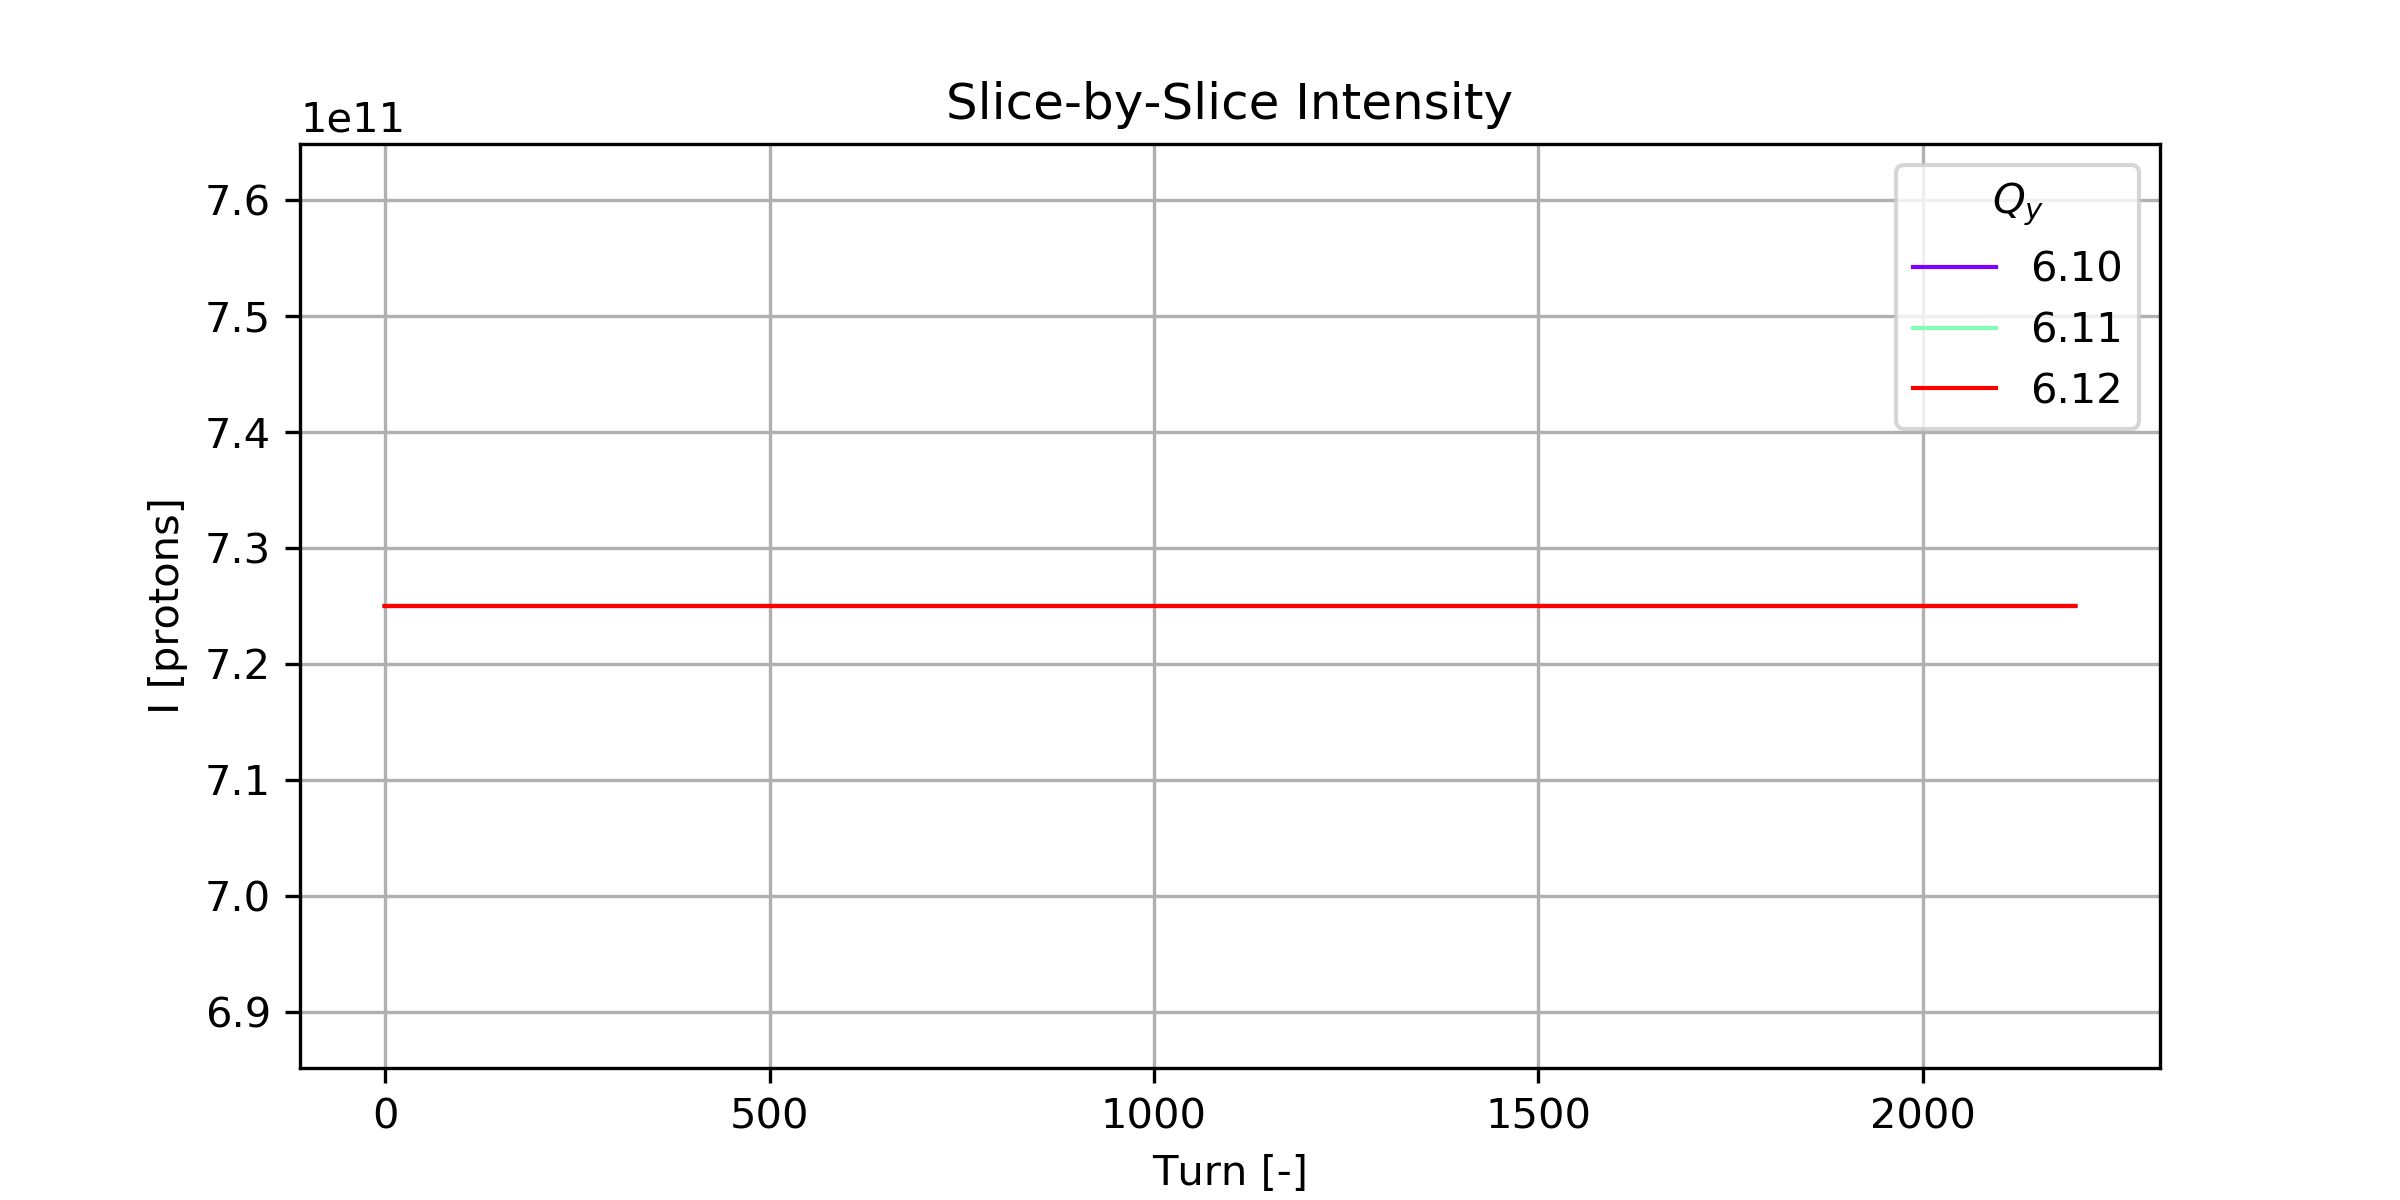 Slice-by-Slice Intensity
1e11
7.6
7.5
7.4
7.3
7.2
7.1
7.0
6.9
I [protons]
Q_y
6.10
6.11
6.12
0 500 1000 1500 2000
Turn [-]